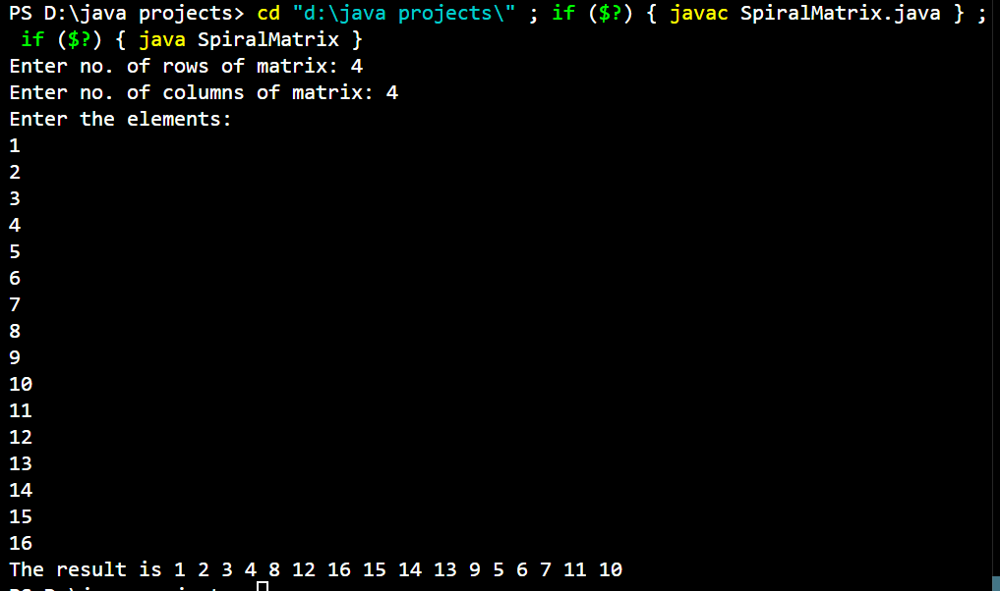 PS D:\java projects> cd "d:\java projects\" ; if ($?) { javac SpiralMatrix.java } ;
if ($?) { java SpiralMatrix }
Enter no. of rows of matrix: 4
Enter no. of columns of matrix: 4
Enter the elements:
1
2
3
4
5
6
7
8
9
10
11
12
13
14
15
16
The result is 1 2 3 4 8 12 16 15 14 13 9 5 6 7 11 10